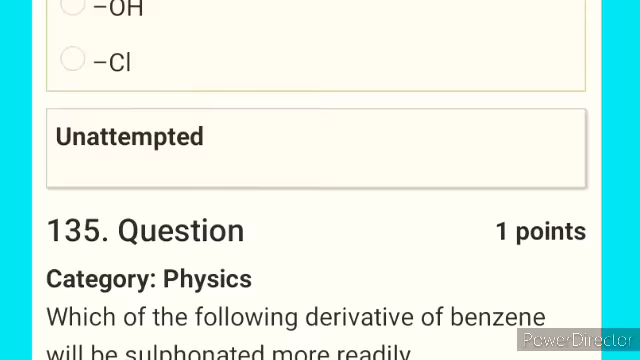 –OH
–Cl
Unattempted
135. Question
1 points
Category: Physics
Which of the following derivative of benzene
will be sulphonated more readily
PowerDirector